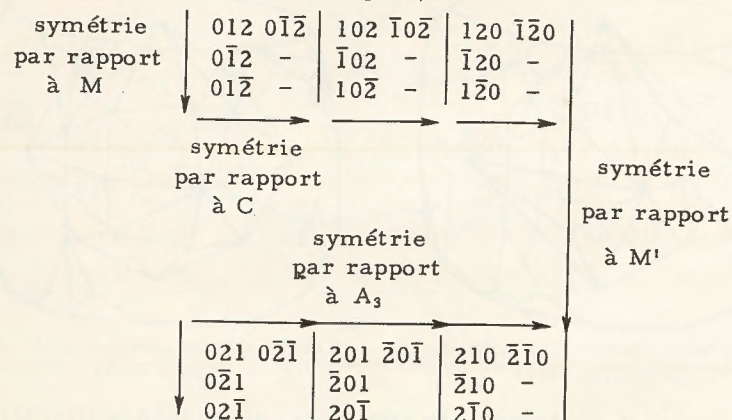 symétrie
par rapport
à M
012 01̄2̄ | 102 1̄02̄ | 120 1̄2̄0
01̄2 - | 1̄02 - | 1̄20 -
012̄ - | 102̄ - | 12̄0 -
symétrie
par rapport
à C
symétrie
par rapport
à M'
symétrie
par rapport
à A₃
021 02̄1̄ | 201 2̄01̄ | 210 2̄1̄0
02̄1 | 2̄01 | 2̄10 -
021̄ | 201̄ | 21̄0 -